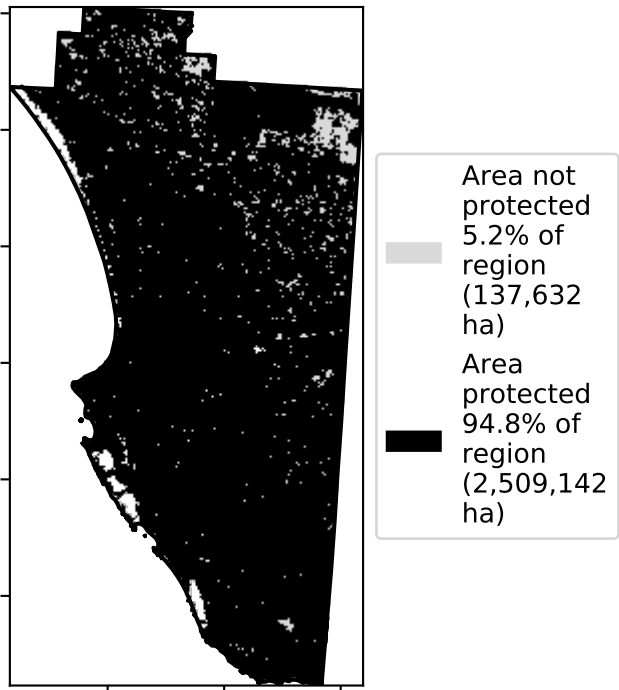 Area not
protected
5.2% of
region
(137,632
ha)
Area
protected
94.8% of
region
(2,509,142
ha)